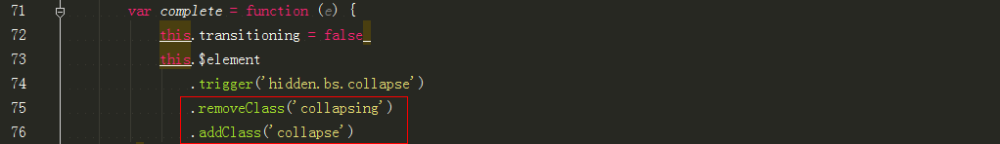 71 var complete = function (e) {
72 this.transitioning = false
73 this.$element
74 .trigger('hidden.bs.collapse')
75 .removeClass('collapsing')
76 .addClass('collapse')